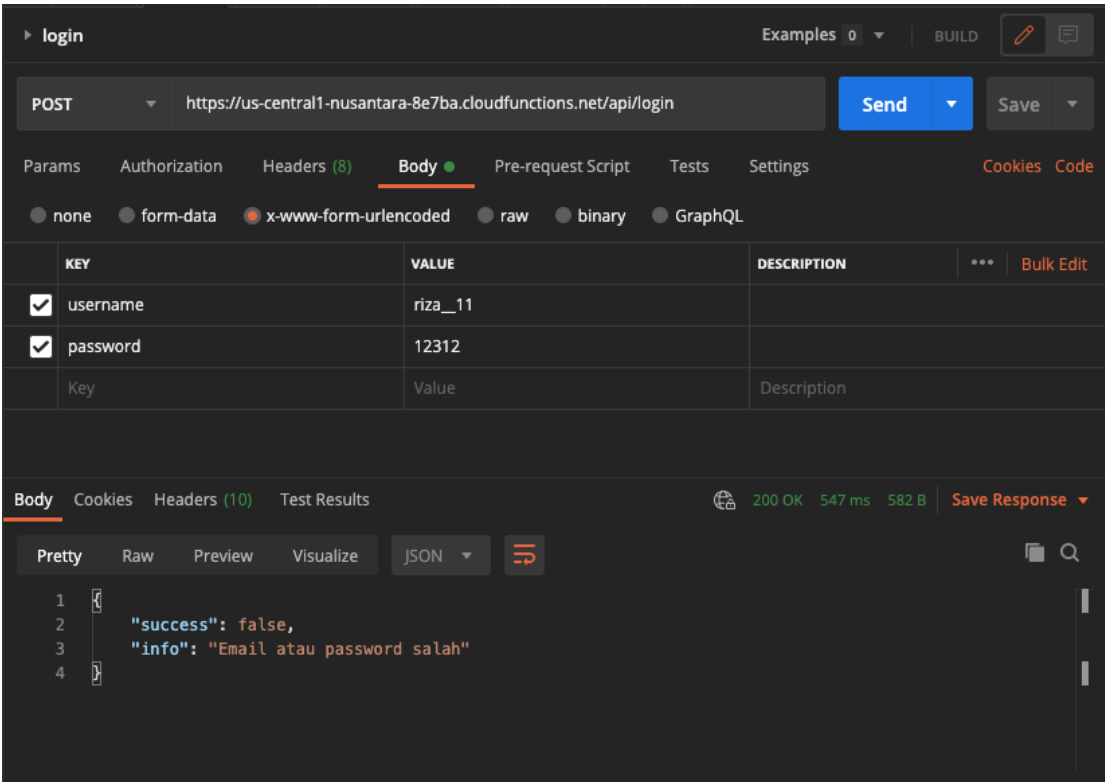 login Examples 0 BUILD
POST https://us-central1-nusantara-8e7ba.cloudfunctions.net/api/login Send Save
Params Authorization Headers (8) Body Pre-request Script Tests Settings Cookies Code
none form-data x-www-form-urlencoded raw binary GraphQL
KEY VALUE DESCRIPTION ••• Bulk Edit
username riza__11
password 12312
Key Value Description
Body Cookies Headers (10) Test Results 200 OK 547 ms 582 B Save Response
Pretty Raw Preview Visualize JSON
1 {
2 "success": false,
3 "info": "Email atau password salah"
4 }